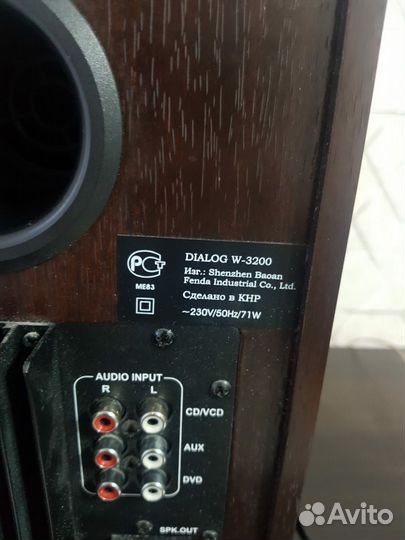 DIALOG W-3200
Изг.: Shenzhen Baoan
Fenda Industrial Co., Ltd.
Сделано в КНР
~230V/50Hz/71W
РСТ
ME83
AUDIO INPUT
R L
CD/VCD
AUX
DVD
SPK.OUT
Avito